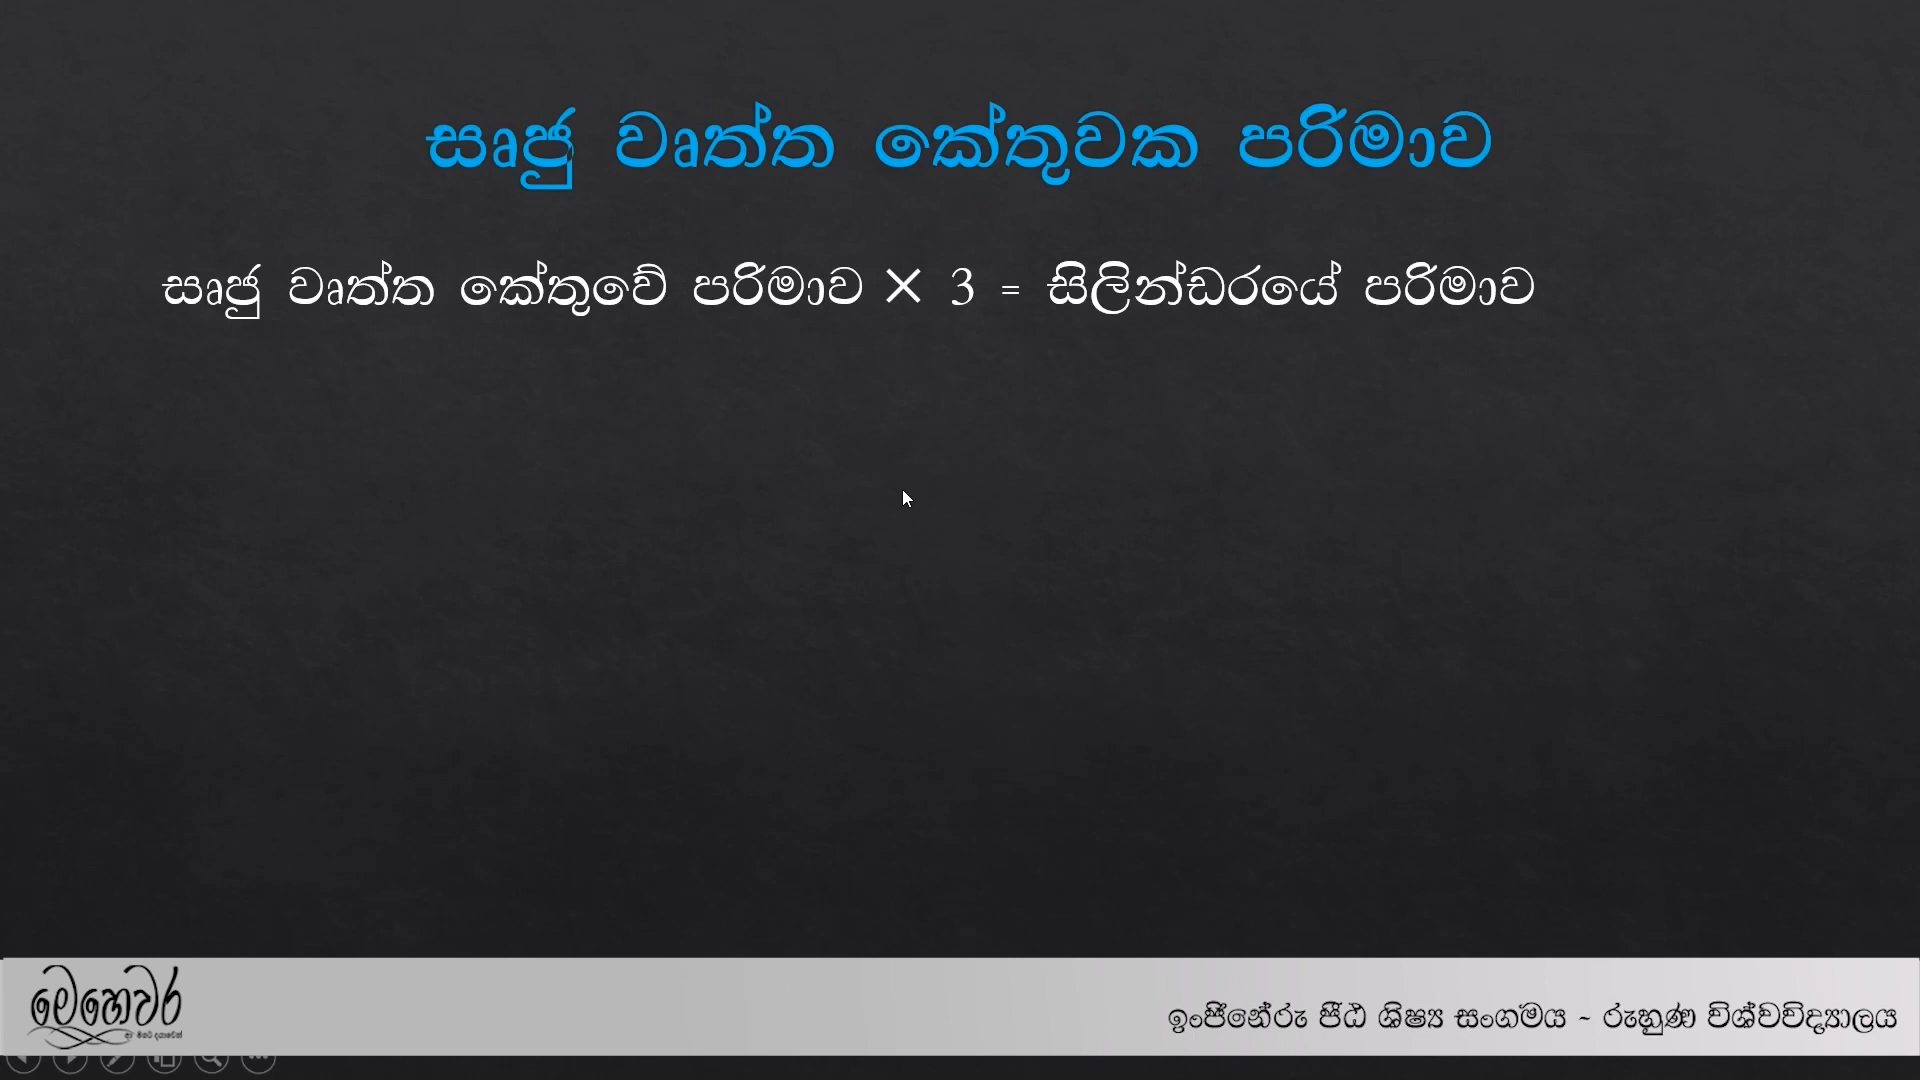 සෘජු වෘත්ත කේතුවක පරිමාව
සෘජු වෘත්ත කේතුවේ පරිමාව × 3 = සිලින්ඩරයේ පරිමාව
මෙහෙවර
ඉංජිනේරු පීඨ ශිෂ්‍ය සංගමය ~ රුහුණ විශ්වවිද්‍යාලය